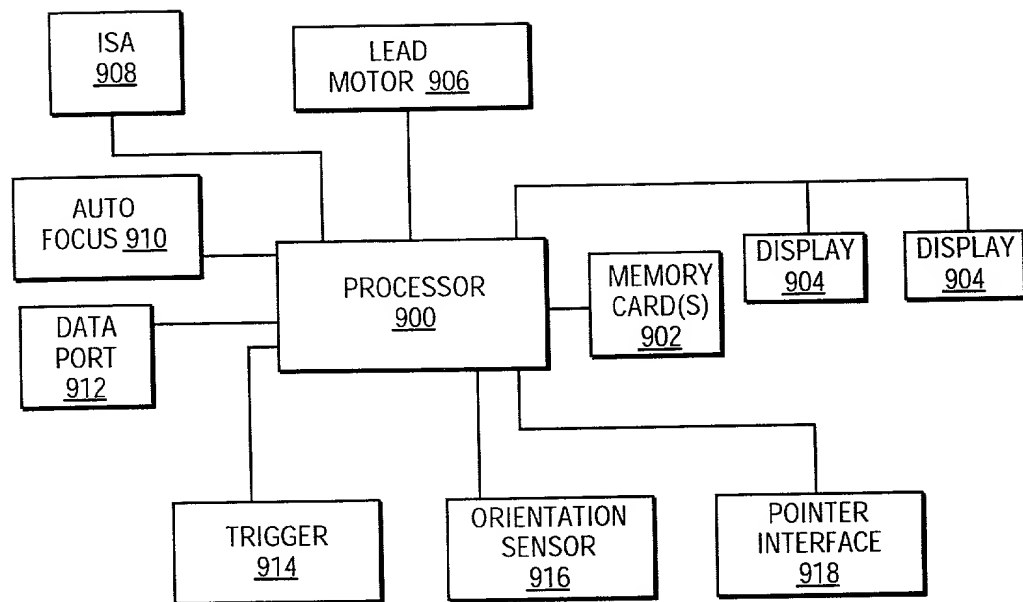 ISA
908
LEAD
MOTOR 906
AUTO
FOCUS 910
PROCESSOR
900
MEMORY
CARD(S)
902
DISPLAY
904
DISPLAY
904
DATA
PORT
912
TRIGGER
914
ORIENTATION
SENSOR
916
POINTER
INTERFACE
918